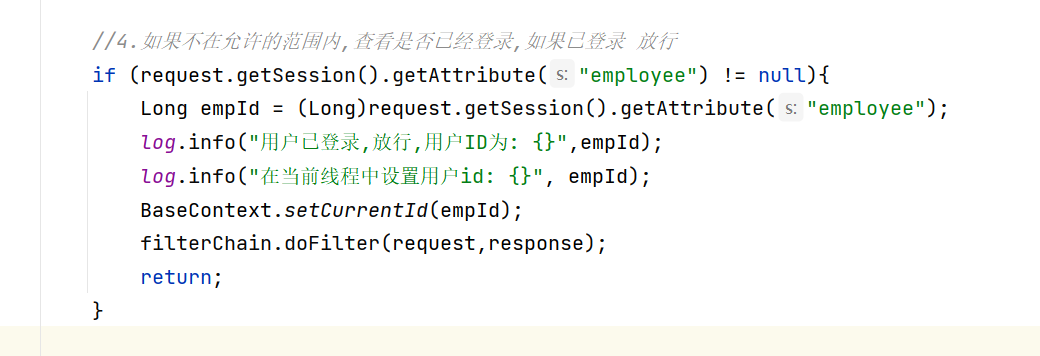 //4.如果不在允许的范围内,查看是否已经登录,如果已登录 放行
if (request.getSession().getAttribute( s: "employee") != null){
Long empId = (Long)request.getSession().getAttribute( s: "employee");
log.info("用户已登录,放行,用户ID为: {}",empId);
log.info("在当前线程中设置用户id: {}", empId);
BaseContext.setCurrentId(empId);
filterChain.doFilter(request,response);
return;
}